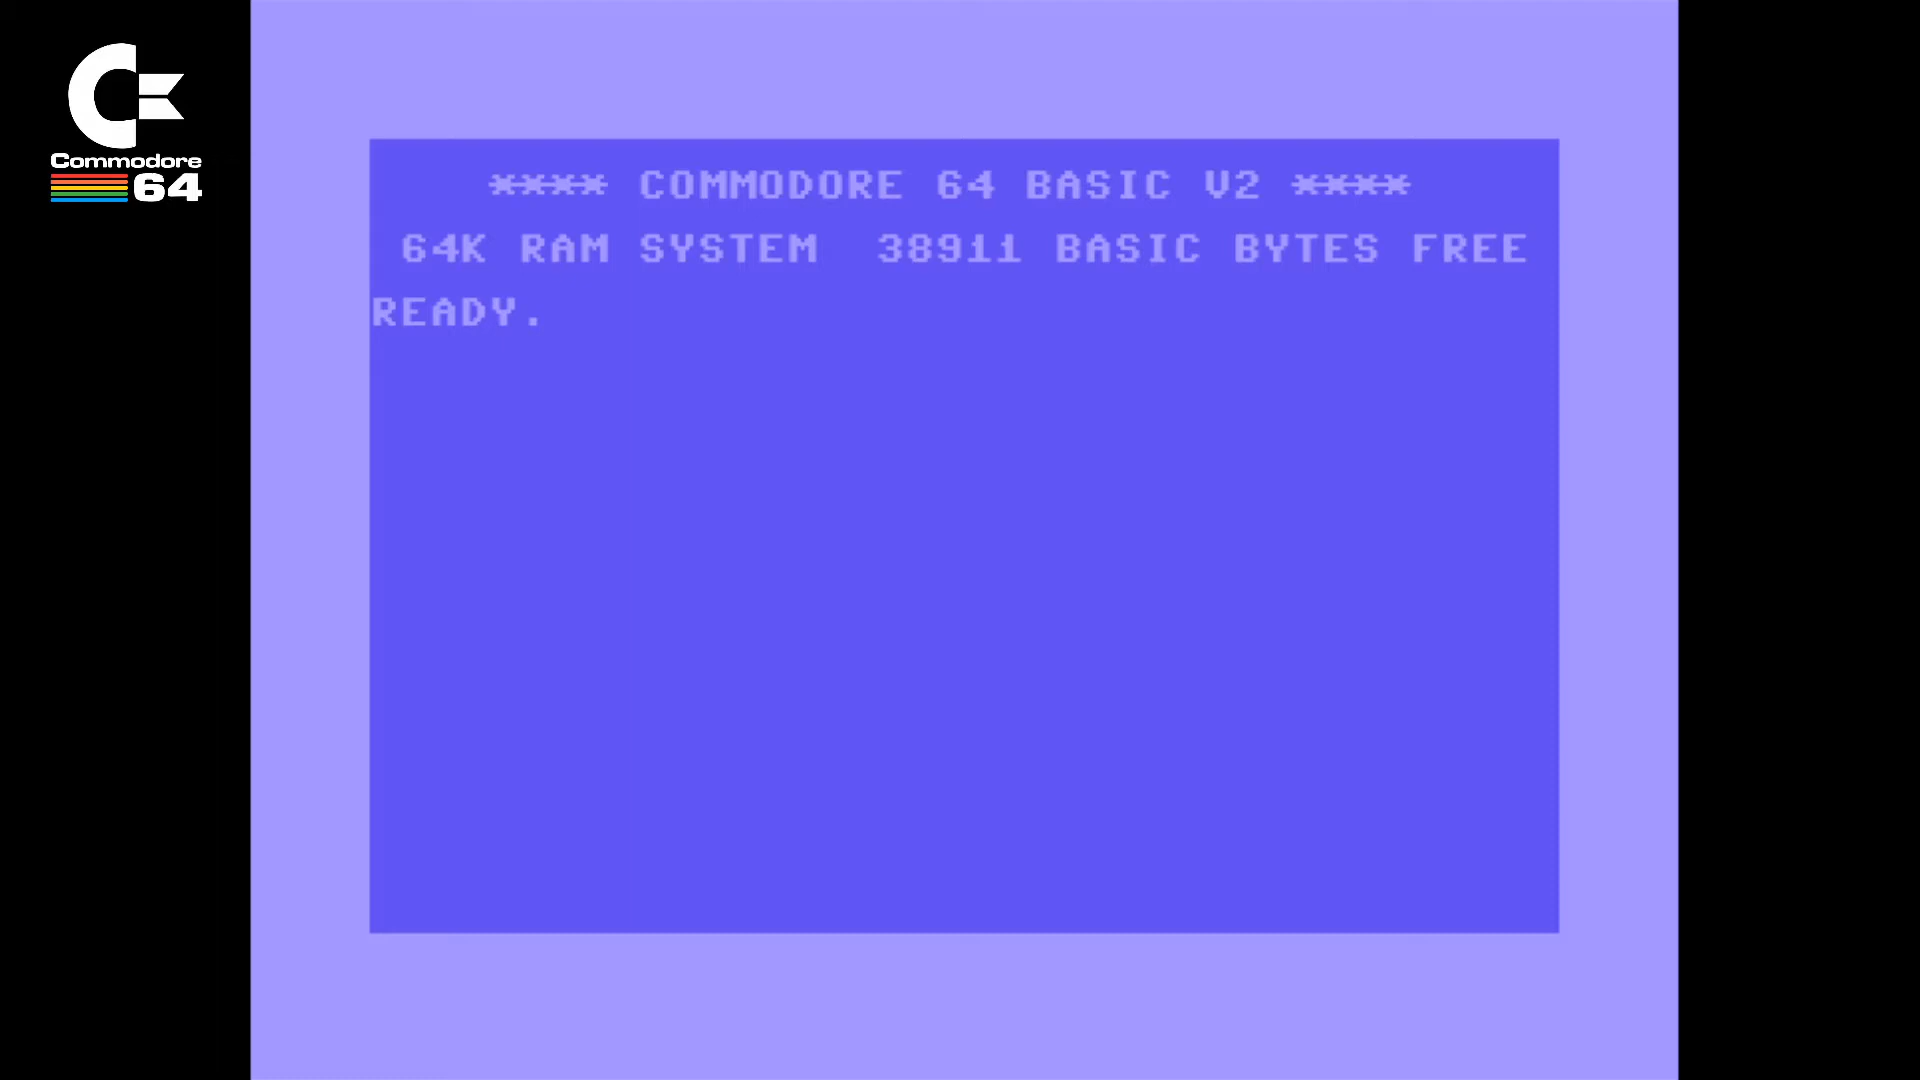 Commodore
64
**** COMMODORE 64 BASIC V2 ****
64K RAM SYSTEM  38911 BASIC BYTES FREE
READY.